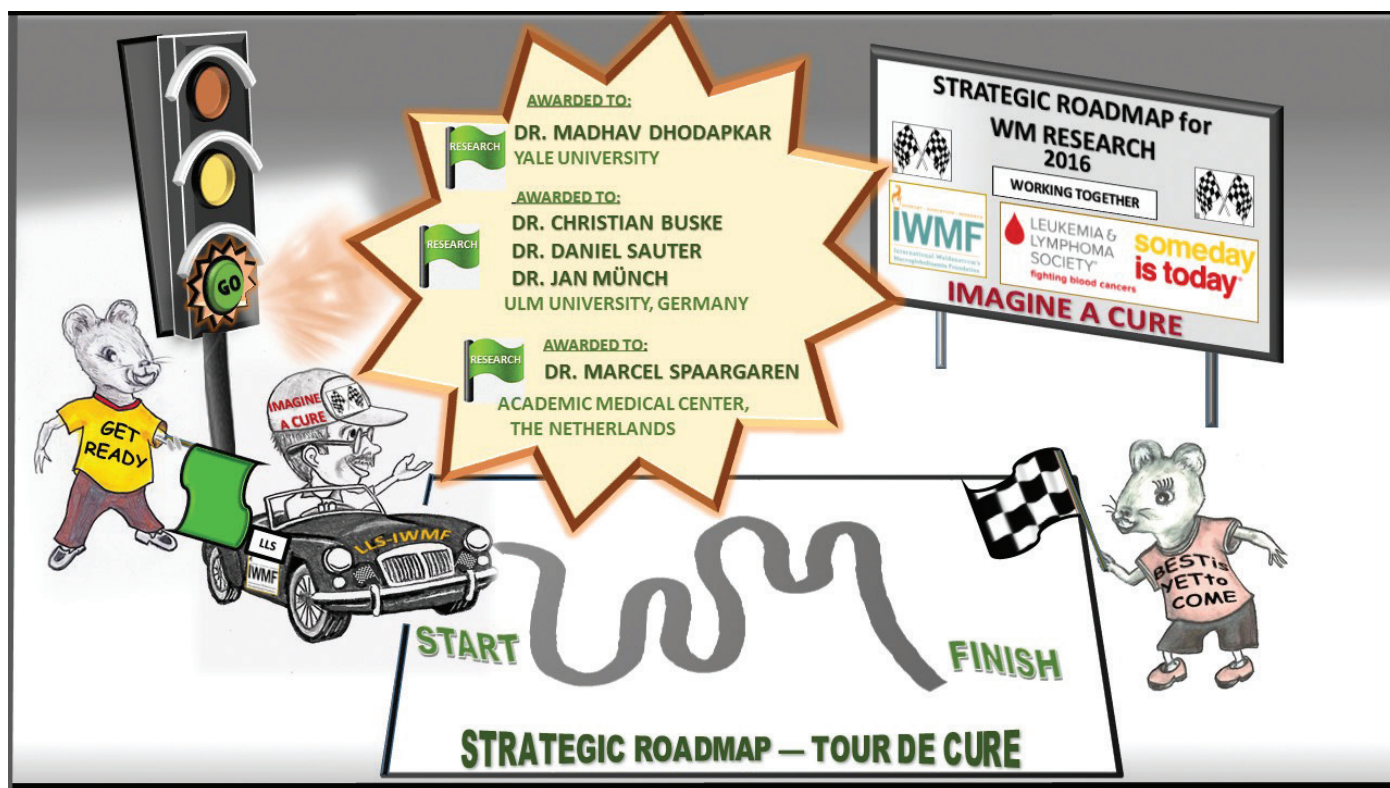 AWARDED TO:
RESEARCH
DR. MADHAV DHODAPKAR
YALE UNIVERSITY
AWARDED TO:
RESEARCH
DR. CHRISTIAN BUSKE
DR. DANIEL SAUTER
DR. JAN MÜNCH
ULM UNIVERSITY, GERMANY
AWARDED TO:
RESEARCH
DR. MARCEL SPAARGAREN
ACADEMIC MEDICAL CENTER,
THE NETHERLANDS
STRATEGIC ROADMAP for
WM RESEARCH
2016
WORKING TOGETHER
IWMF
International Waldenstrom's
Macroglobulinemia Foundation
LEUKEMIA &
LYMPHOMA
SOCIETY®
fighting blood cancers
someday
is today®
IMAGINE A CURE
GO
GET
READY
IMAGINE
A CURE
LLS
IWMF
LLS-IWMF
WM
START
FINISH
BEST is
YET to
COME
STRATEGIC ROADMAP — TOUR DE CURE